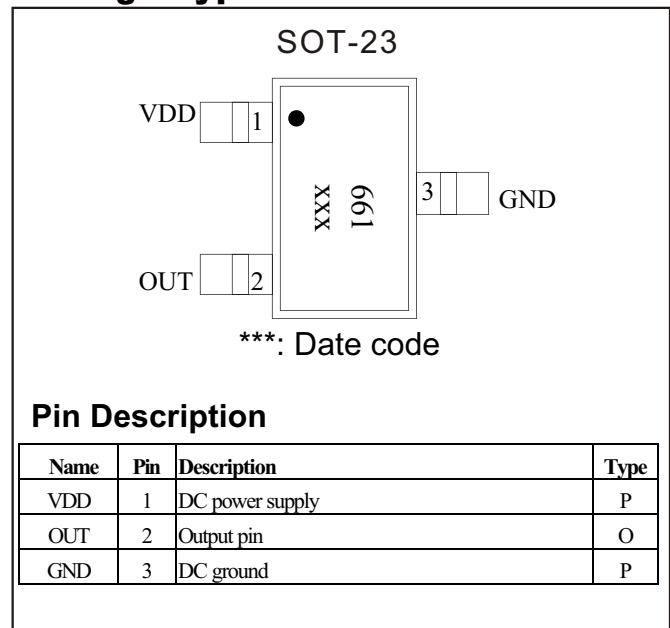 SOT-23
VDD 1
661
xxx
3 GND
OUT 2
***: Date code
Pin Description
Name Pin Description Type
VDD 1 DC power supply P
OUT 2 Output pin O
GND 3 DC ground P